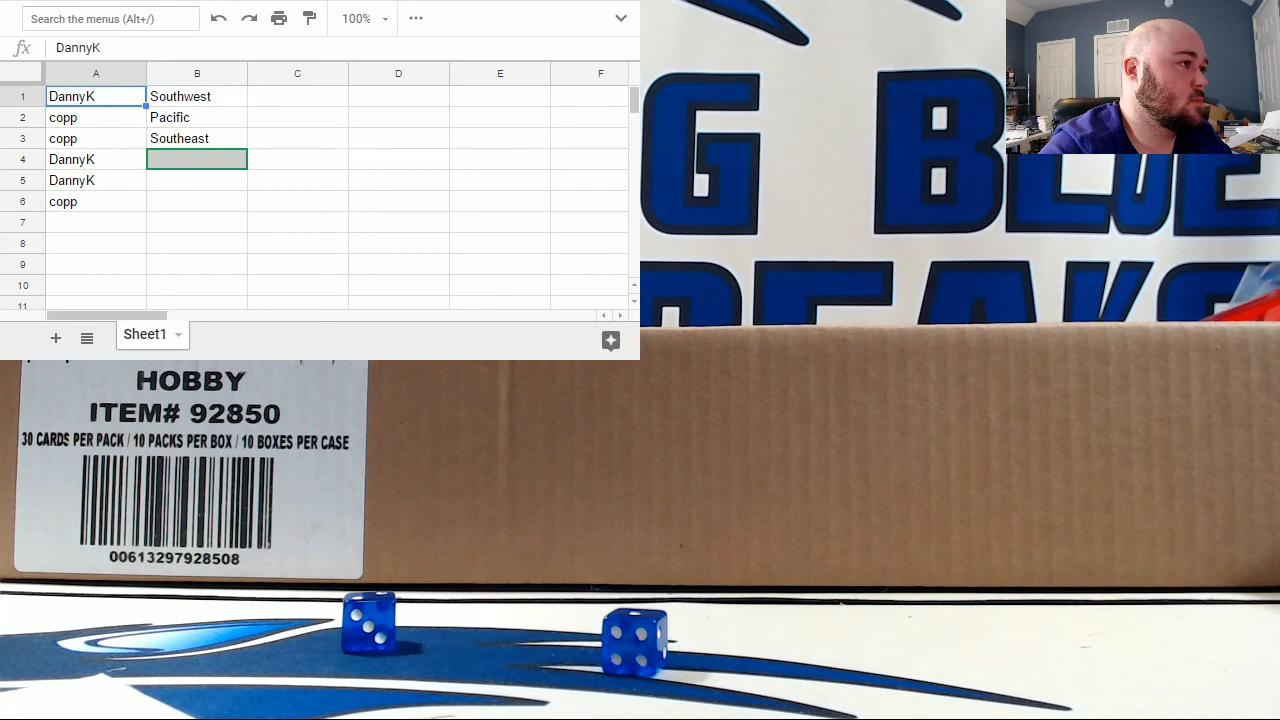 Search the menus (Alt+/)
100%
fx DannyK
A B C D E F
1 DannyK Southwest
2 copp Pacific
3 copp Southeast
4 DannyK
5 DannyK
6 copp
7
8
9
10
11
Sheet1
G BLUE
HOBBY
ITEM# 92850
30 CARDS PER PACK / 10 PACKS PER BOX / 10 BOXES PER CASE
00613297928508